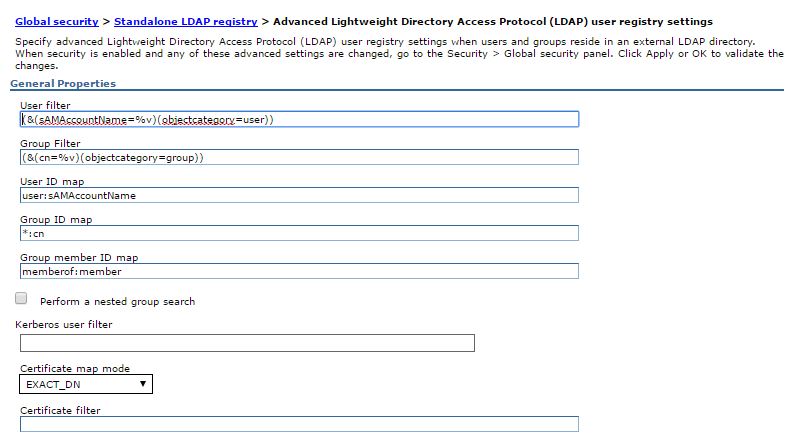 Global security > Standalone LDAP registry > Advanced Lightweight Directory Access Protocol (LDAP) user registry settings
Specify advanced Lightweight Directory Access Protocol (LDAP) user registry settings when users and groups reside in an external LDAP directory.
When security is enabled and any of these advanced settings are changed, go to the Security > Global security panel. Click Apply or OK to validate the
changes.
General Properties
User filter
(&(sAMAccountName=%v)(objectcategory=user))
Group Filter
(&(cn=%v)(objectcategory=group))
User ID map
user:sAMAccountName
Group ID map
*:cn
Group member ID map
memberof:member
Perform a nested group search
Kerberos user filter
Certificate map mode
EXACT_DN
Certificate filter